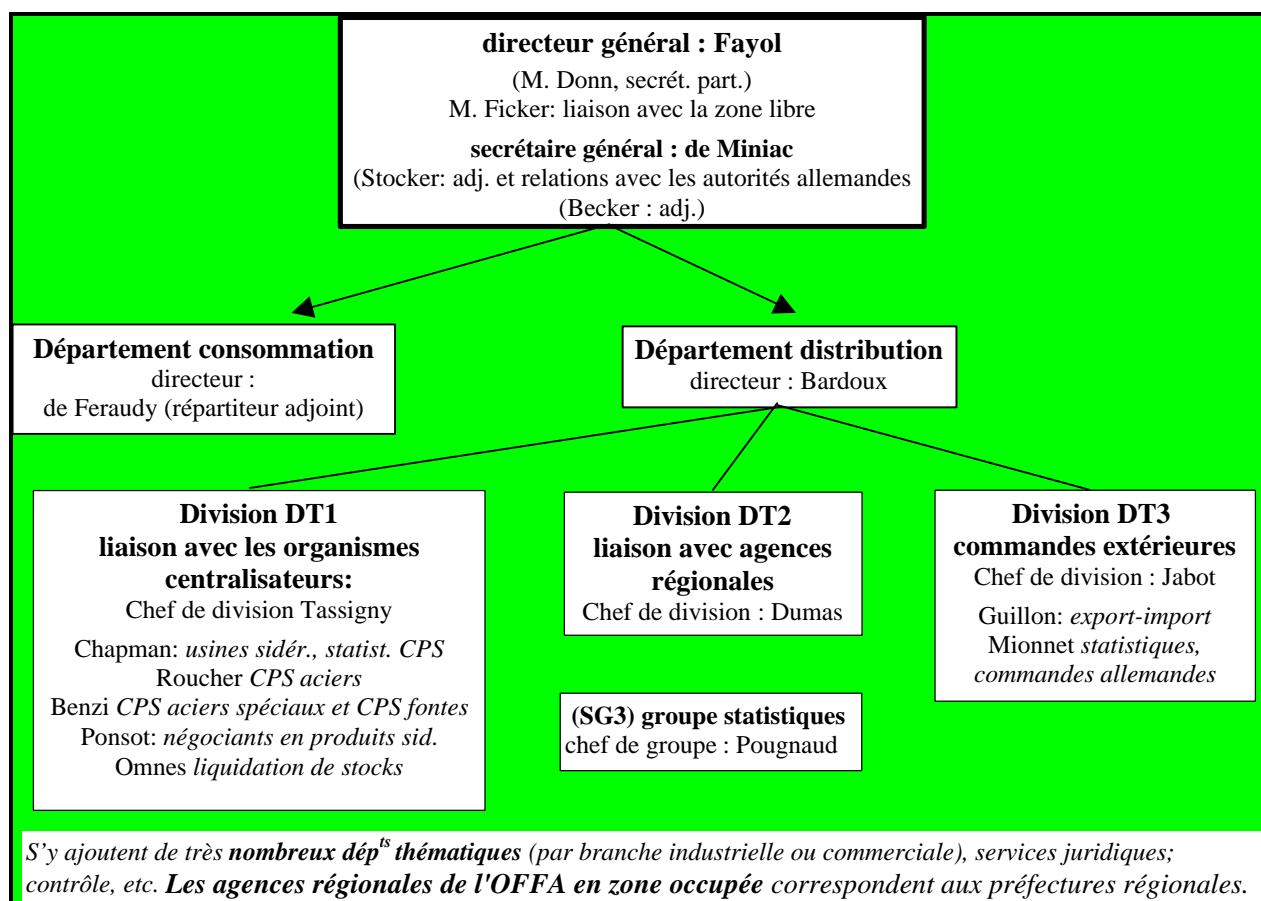 directeur général : Fayol
(M. Donn, secrét. part.)
M. Ficker: liaison avec la zone libre
secrétaire général : de Miniac
(Stocker: adj. et relations avec les autorités allemandes
(Becker : adj.)
Département consommation
directeur :
de Feraudy (répartiteur adjoint)
Département distribution
directeur : Bardoux
Division DT1
liaison avec les organismes
centralisateurs:
Chef de division Tassigny
Chapman: usines sidér., statist. CPS
Roucher CPS aciers
Benzi CPS aciers spéciaux et CPS fontes
Ponsot: négociants en produits sid.
Omnes liquidation de stocks
Division DT2
liaison avec agences
régionales
Chef de division : Dumas
(SG3) groupe statistiques
chef de groupe : Pougnaud
Division DT3
commandes extérieures
Chef de division : Jabot
Guillon: export-import
Mionnet statistiques,
commandes allemandes
S'y ajoutent de très nombreux dépts thématiques (par branche industrielle ou commerciale), services juridiques;
contrôle, etc. Les agences régionales de l'OFFA en zone occupée correspondent aux préfectures régionales.